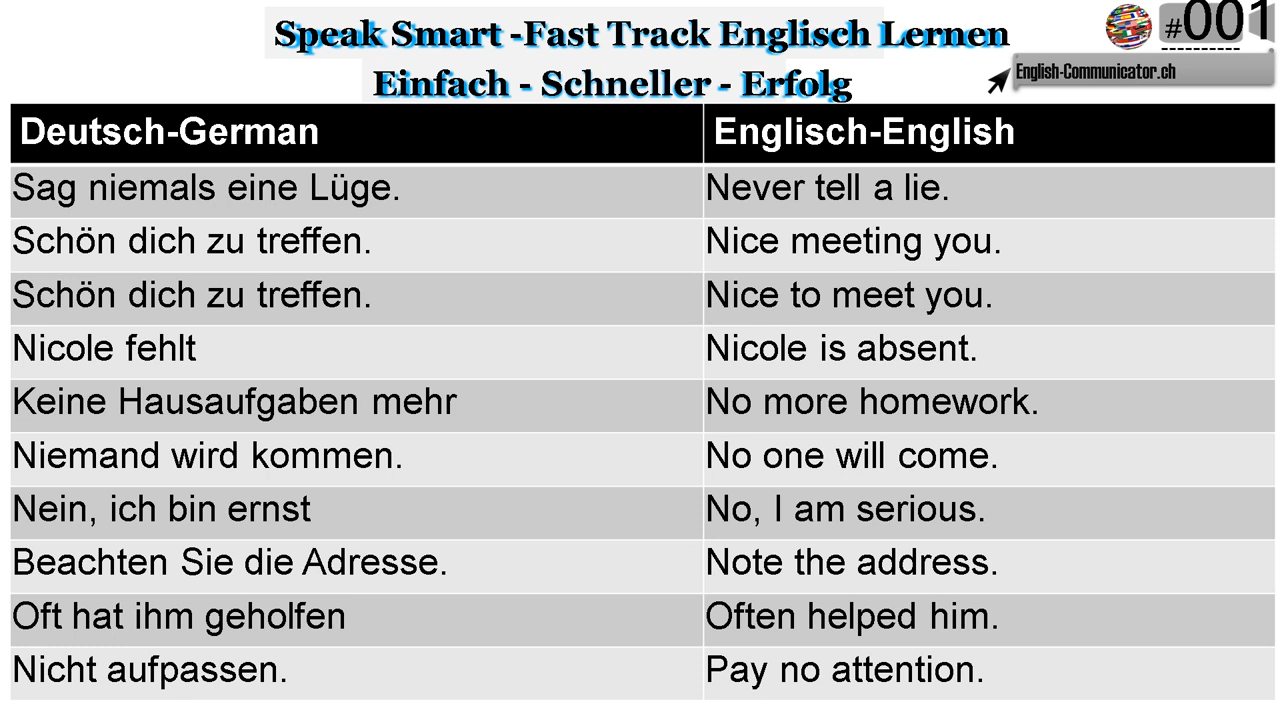 Speak Smart -Fast Track Englisch Lernen
Einfach - Schneller - Erfolg
#001
English-Communicator.ch
Deutsch-German Englisch-English
Sag niemals eine Lüge. Never tell a lie.
Schön dich zu treffen. Nice meeting you.
Schön dich zu treffen. Nice to meet you.
Nicole fehlt Nicole is absent.
Keine Hausaufgaben mehr No more homework.
Niemand wird kommen. No one will come.
Nein, ich bin ernst No, I am serious.
Beachten Sie die Adresse. Note the address.
Oft hat ihm geholfen Often helped him.
Nicht aufpassen. Pay no attention.